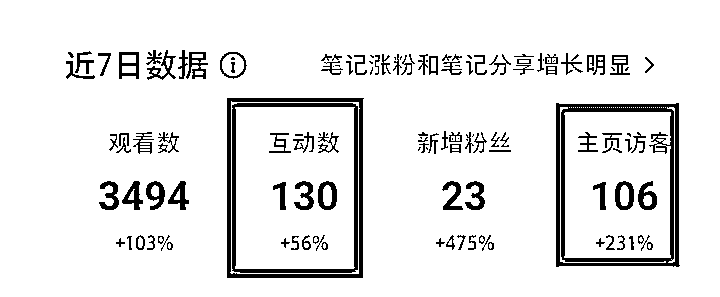 近7日数据 笔记涨粉和笔记分享增长明显
观看数 互动数 新增粉丝 主页访客
3494 130 23 106
+103% +56% +475% +231%